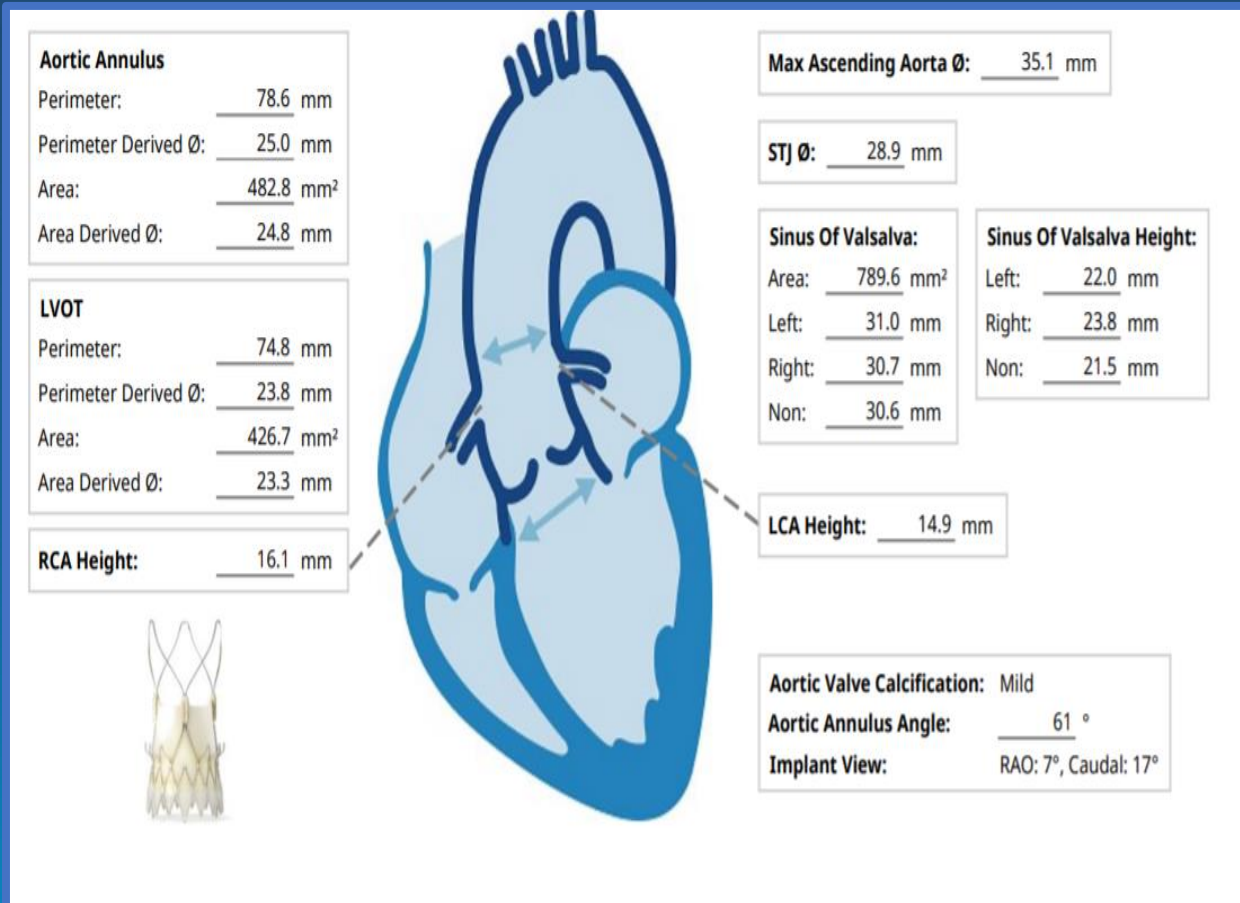 Aortic Annulus
Perimeter: 78.6 mm
Perimeter Derived Ø: 25.0 mm
Area: 482.8 mm²
Area Derived Ø: 24.8 mm
LVOT
Perimeter: 74.8 mm
Perimeter Derived Ø: 23.8 mm
Area: 426.7 mm²
Area Derived Ø: 23.3 mm
RCA Height: 16.1 mm
Max Ascending Aorta Ø: 35.1 mm
STJ Ø: 28.9 mm
Sinus Of Valsalva:
Area: 789.6 mm²
Left: 31.0 mm
Right: 30.7 mm
Non: 30.6 mm
Sinus Of Valsalva Height:
Left: 22.0 mm
Right: 23.8 mm
Non: 21.5 mm
LCA Height: 14.9 mm
Aortic Valve Calcification: Mild
Aortic Annulus Angle: 61 °
Implant View: RAO: 7°, Caudal: 17°